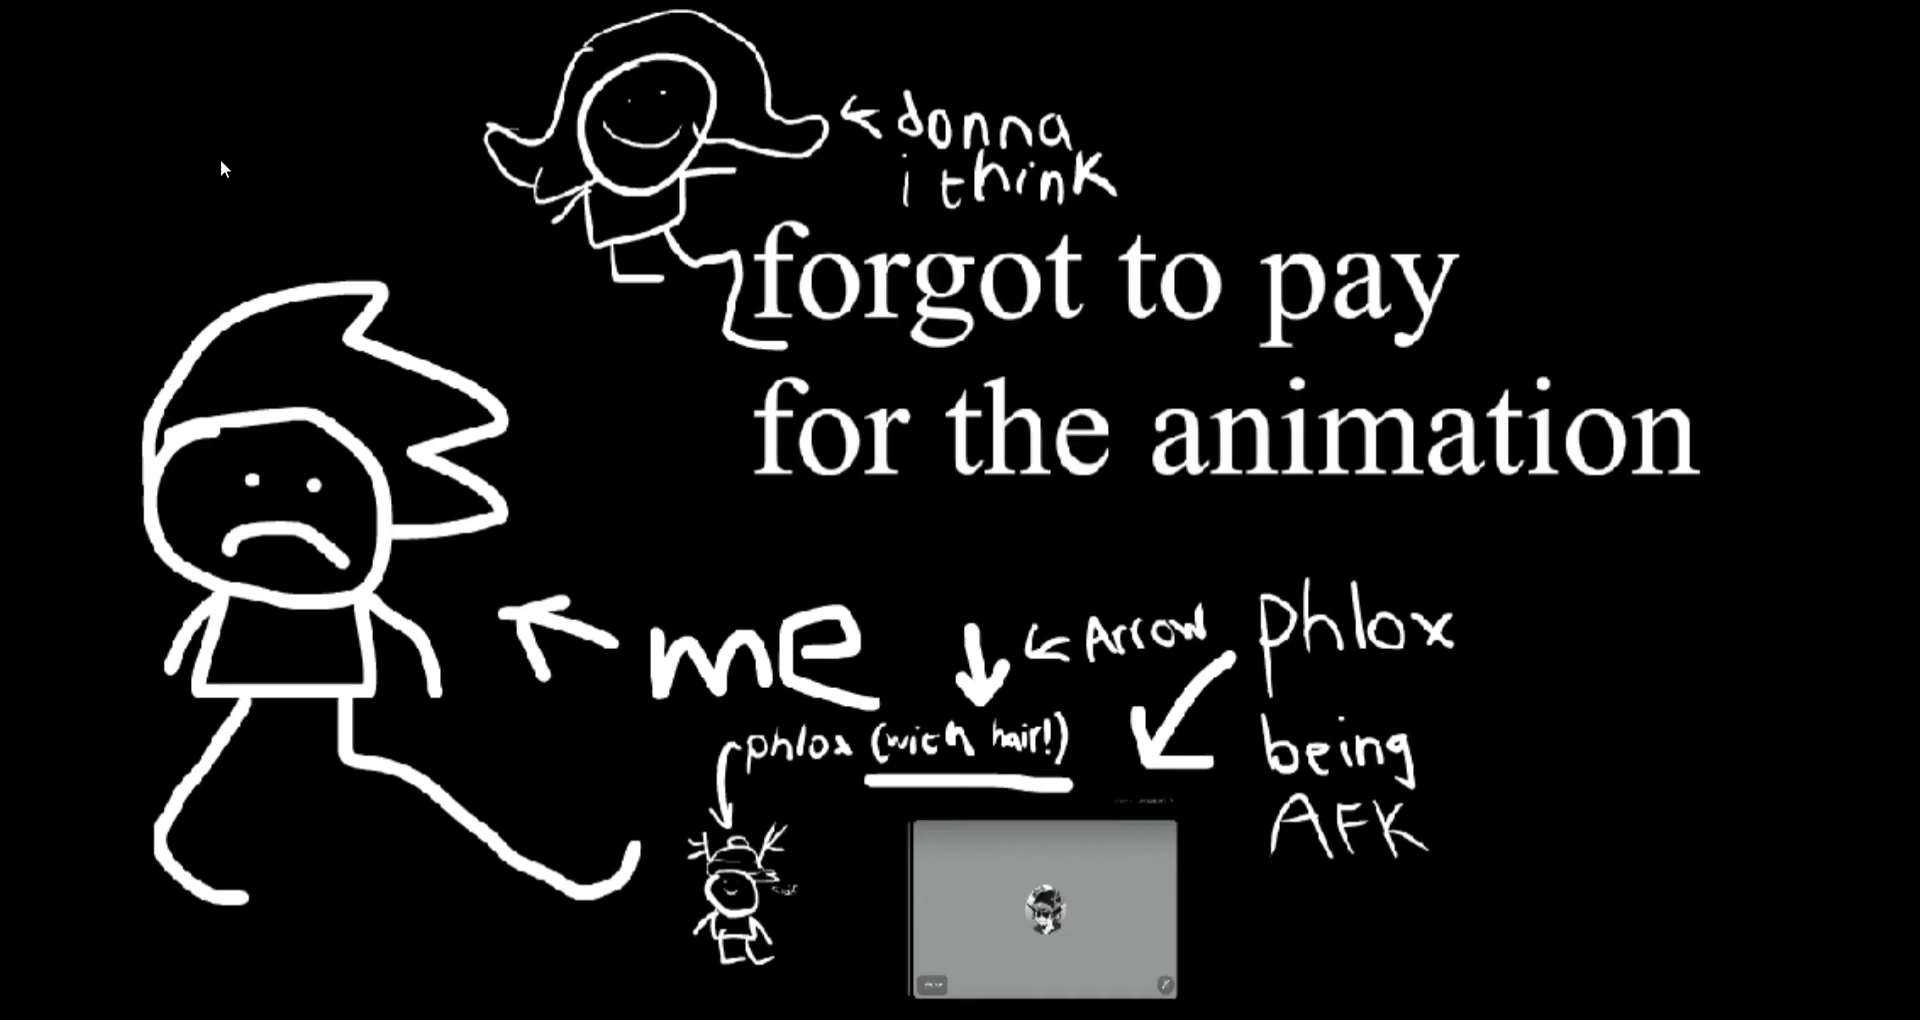 donna
i think
forgot to pay
for the animation
me
Arrow
phlox (with hair!)
phlox
being
AFK